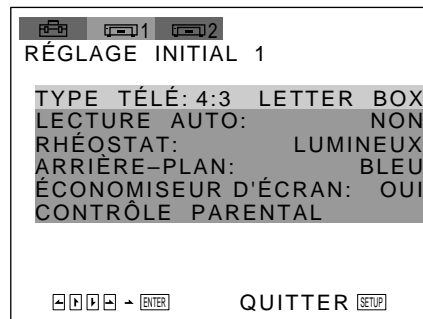 1 2
RÉGLAGE INITIAL 1
TYPE TÉLÉ: 4:3 LETTER BOX
LECTURE AUTO: NON
RHÉOSTAT: LUMINEUX
ARRIÈRE–PLAN: BLEU
ÉCONOMISEUR D'ÉCRAN: OUI
CONTRÔLE PARENTAL
ENTER QUITTER SETUP